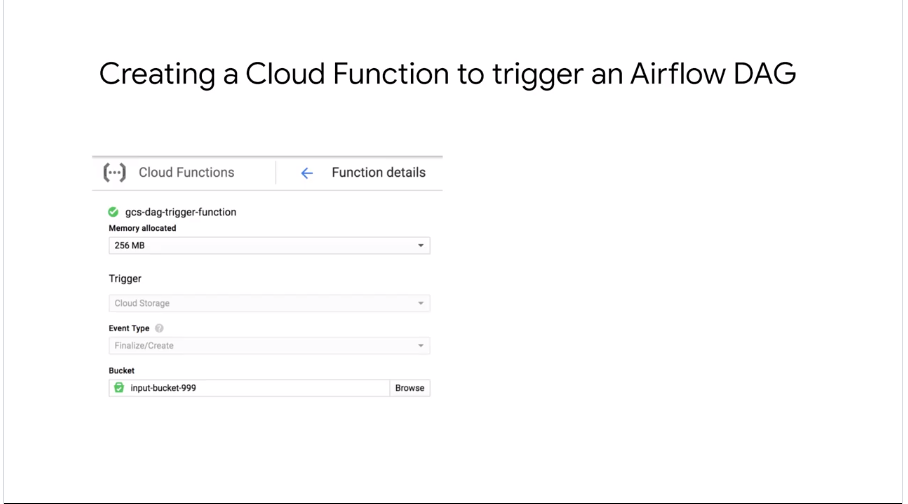 Creating a Cloud Function to trigger an Airflow DAG
Cloud Functions
Function details
gcs-dag-trigger-function
Memory allocated
256 MB
Trigger
Cloud Storage
Event Type
Finalize/Create
Bucket
input-bucket-999
Browse